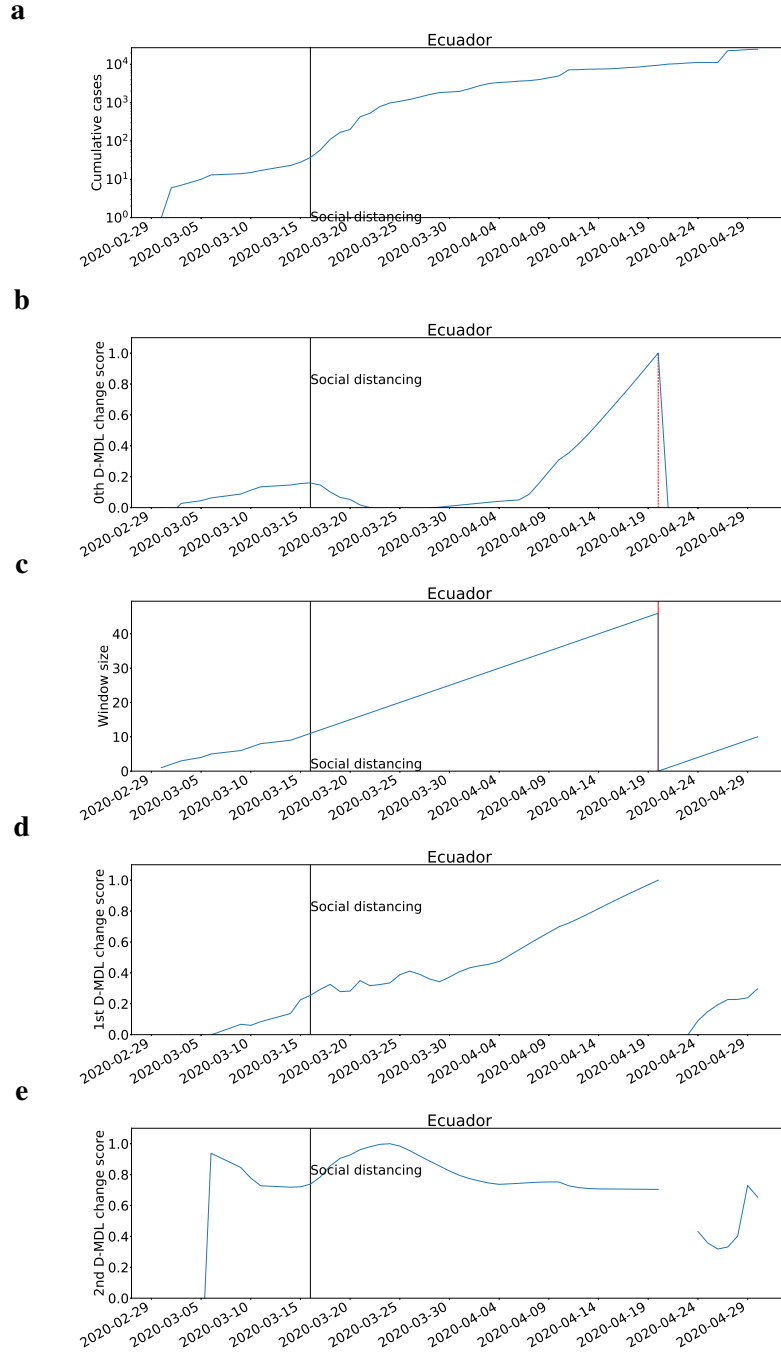 a
Ecuador
Cumulative cases
10⁴
10³
10²
10¹
10⁰
Social distancing
2020-02-29 2020-03-05 2020-03-10 2020-03-15 2020-03-20 2020-03-25 2020-03-30 2020-04-04 2020-04-09 2020-04-14 2020-04-19 2020-04-24 2020-04-29
b
Ecuador
0th D-MDL change score
1.0
0.8
0.6
0.4
0.2
0.0
Social distancing
2020-02-29 2020-03-05 2020-03-10 2020-03-15 2020-03-20 2020-03-25 2020-03-30 2020-04-04 2020-04-09 2020-04-14 2020-04-19 2020-04-24 2020-04-29
c
Ecuador
Window size
40
30
20
10
0
Social distancing
2020-02-29 2020-03-05 2020-03-10 2020-03-15 2020-03-20 2020-03-25 2020-03-30 2020-04-04 2020-04-09 2020-04-14 2020-04-19 2020-04-24 2020-04-29
d
Ecuador
1st D-MDL change score
1.0
0.8
0.6
0.4
0.2
0.0
Social distancing
2020-02-29 2020-03-05 2020-03-10 2020-03-15 2020-03-20 2020-03-25 2020-03-30 2020-04-04 2020-04-09 2020-04-14 2020-04-19 2020-04-24 2020-04-29
e
Ecuador
2nd D-MDL change score
1.0
0.8
0.6
0.4
0.2
0.0
Social distancing
2020-02-29 2020-03-05 2020-03-10 2020-03-15 2020-03-20 2020-03-25 2020-03-30 2020-04-04 2020-04-09 2020-04-14 2020-04-19 2020-04-24 2020-04-29